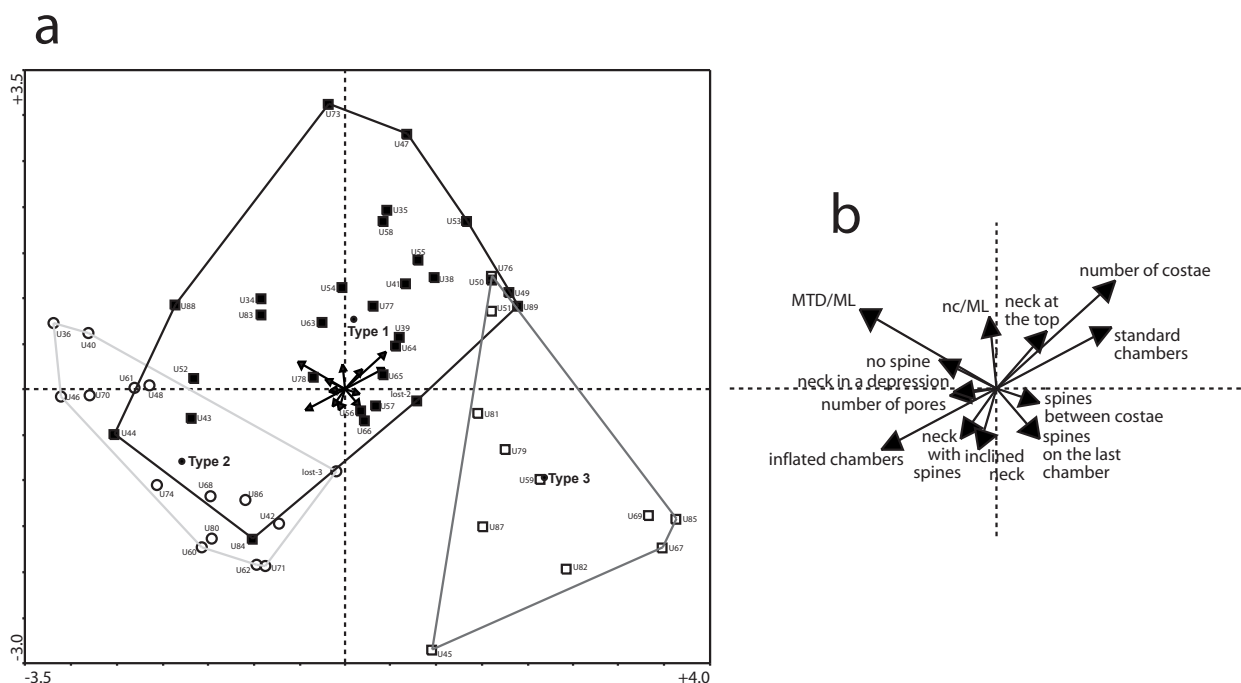 a
+3.5
U73
U47
U35
U58
U53
U55
U76
U41
U38
U50
U54
U49
U34
U88
U77
U89
U51
U83
U63
Type 1
U36
U39
U40
U64
U52
U78
U65
U61
U48
lost-2
U46
U70
U56
U57
U43
U66
U81
U44
Type 2
lost-3
U79
U74
U68
U86
U59
Type 3
U42
U69
U85
U80
U87
U60
U84
U67
U62
U71
U82
U45
-3.0
-3.5
+4.0
b
number of costae
MTD/ML
nc/ML
neck at
the top
standard
chambers
no spine
neck in a depression
number of pores
spines
between costae
inflated chambers
neck
with
spines
inclined
neck
spines
on the last
chamber